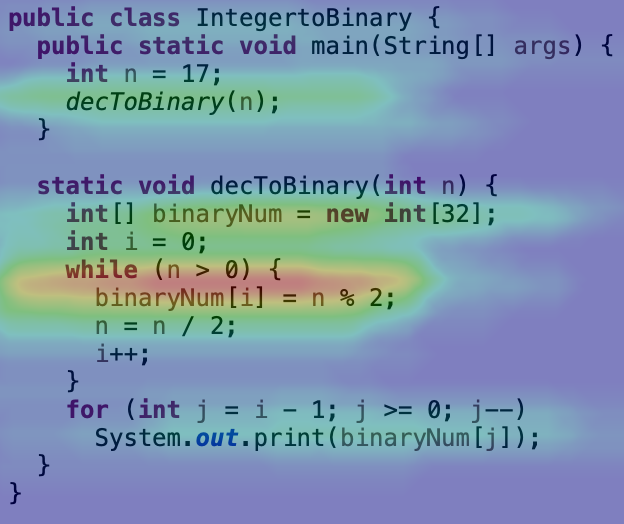 public class IntegertoBinary {
  public static void main(String[] args) {
    int n = 17;
    decToBinary(n);
  }

  static void decToBinary(int n) {
    int[] binaryNum = new int[32];
    int i = 0;
    while (n > 0) {
      binaryNum[i] = n % 2;
      n = n / 2;
      i++;
    }
    for (int j = i - 1; j >= 0; j--)
      System.out.print(binaryNum[j]);
  }
}